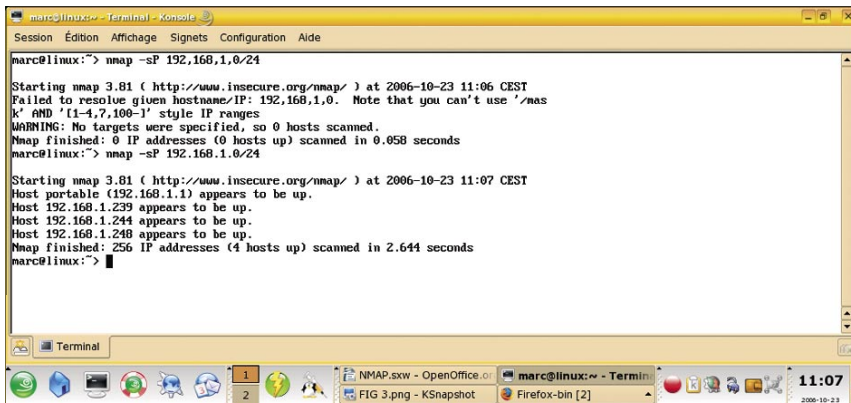 marc@linux:~ - Terminal - Konsole
Session Édition Affichage Signets Configuration Aide
marc@linux:~> nmap -sP 192,168,1,0/24
Starting nmap 3.81 ( http://www.insecure.org/nmap/ ) at 2006-10-23 11:06 CEST
Failed to resolve given hostname/IP: 192,168,1,0.  Note that you can't use '/mas
k' AND '[1-4,7,100-]' style IP ranges
WARNING: No targets were specified, so 0 hosts scanned.
Nmap finished: 0 IP addresses (0 hosts up) scanned in 0.058 seconds
marc@linux:~> nmap -sP 192.168.1.0/24
Starting nmap 3.81 ( http://www.insecure.org/nmap/ ) at 2006-10-23 11:07 CEST
Host portable (192.168.1.1) appears to be up.
Host 192.168.1.239 appears to be up.
Host 192.168.1.244 appears to be up.
Host 192.168.1.248 appears to be up.
Nmap finished: 256 IP addresses (4 hosts up) scanned in 2.644 seconds
marc@linux:~>
Terminal
1
2
NMAP.sxw - OpenOffice.or
marc@linux:~ - Termin
FIG 3.png - KSnapshot
Firefox-bin [2]
11:07
2006-10-23